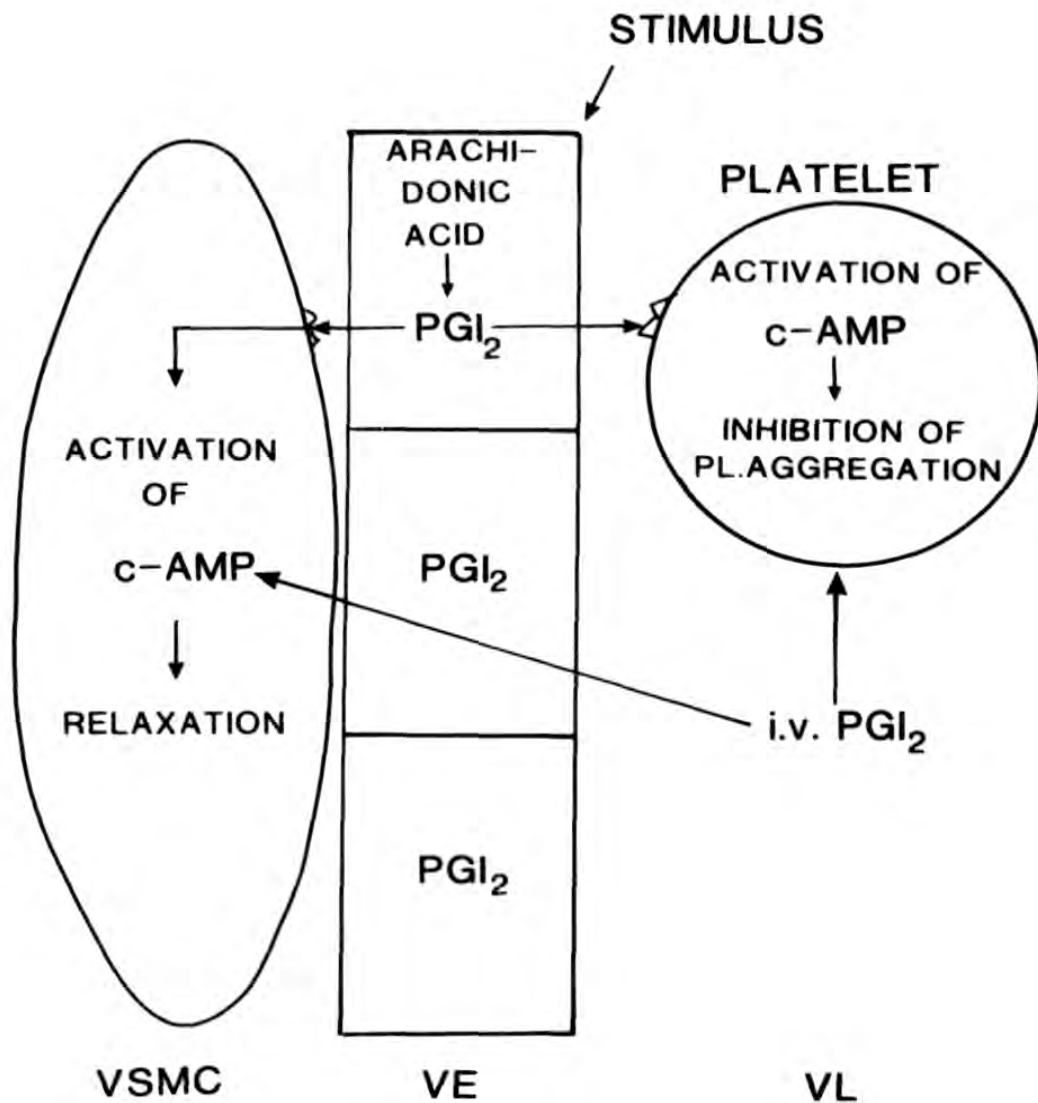 STIMULUS
ARACHI-
DONIC
ACID
PGI₂
PLATELET
ACTIVATION OF
c-AMP
INHIBITION OF
PL.AGGREGATION
ACTIVATION
OF
c-AMP
RELAXATION
PGI₂
i.v. PGI₂
PGI₂
VSMC
VE
VL